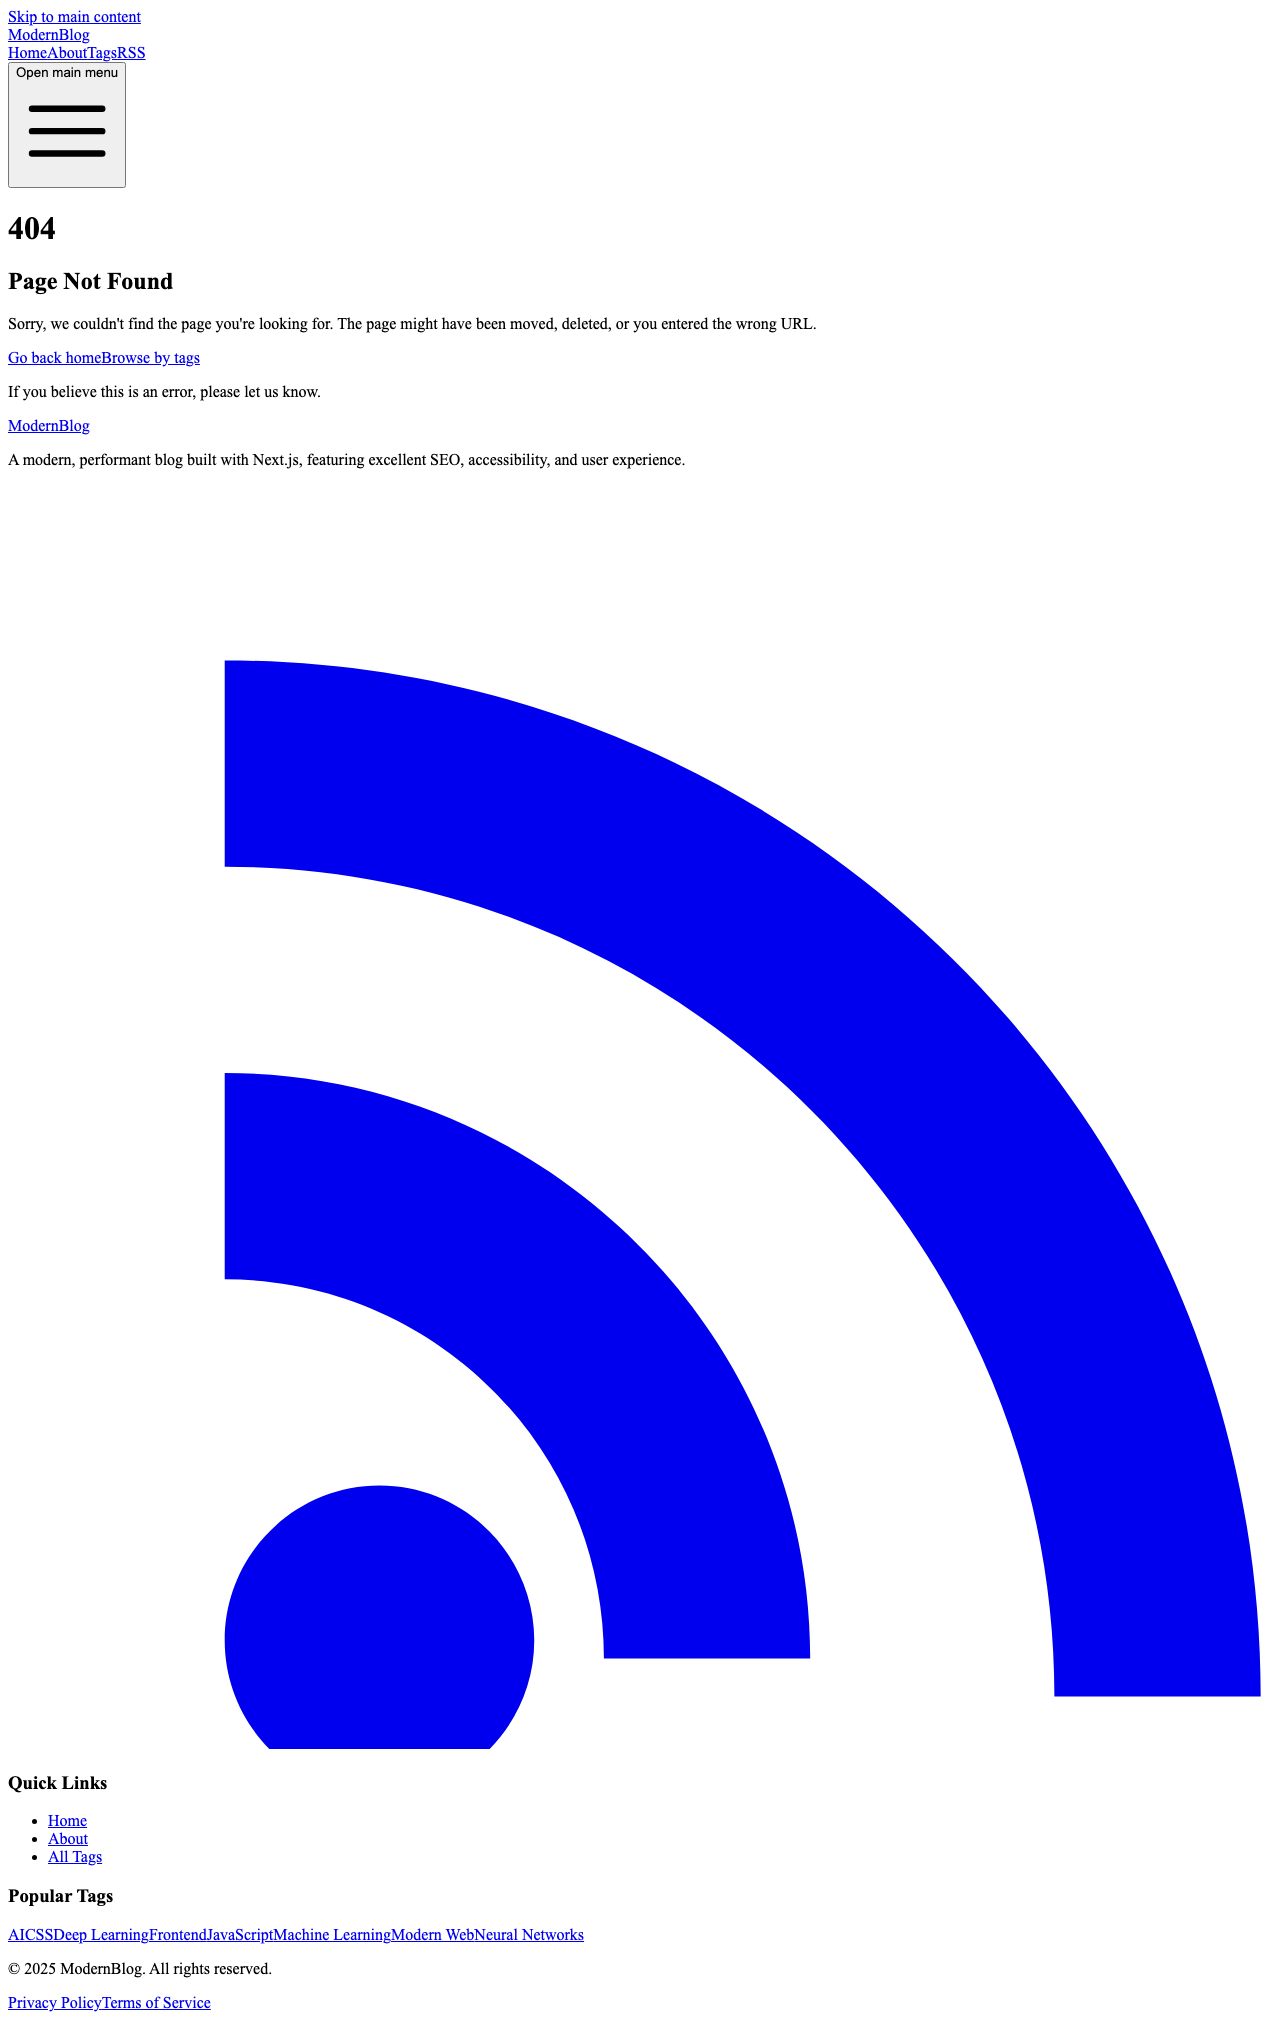 Skip to main content
ModernBlog
HomeAboutTagsRSS
Open main menu
404
Page Not Found
Sorry, we couldn't find the page you're looking for. The page might have been moved, deleted, or you entered the wrong URL.
Go back homeBrowse by tags
If you believe this is an error, please let us know.
ModernBlog
A modern, performant blog built with Next.js, featuring excellent SEO, accessibility, and user experience.
Quick Links
Home
About
All Tags
Popular Tags
AICSSDeep LearningFrontendJavaScriptMachine LearningModern WebNeural Networks
© 2025 ModernBlog. All rights reserved.
Privacy PolicyTerms of Service